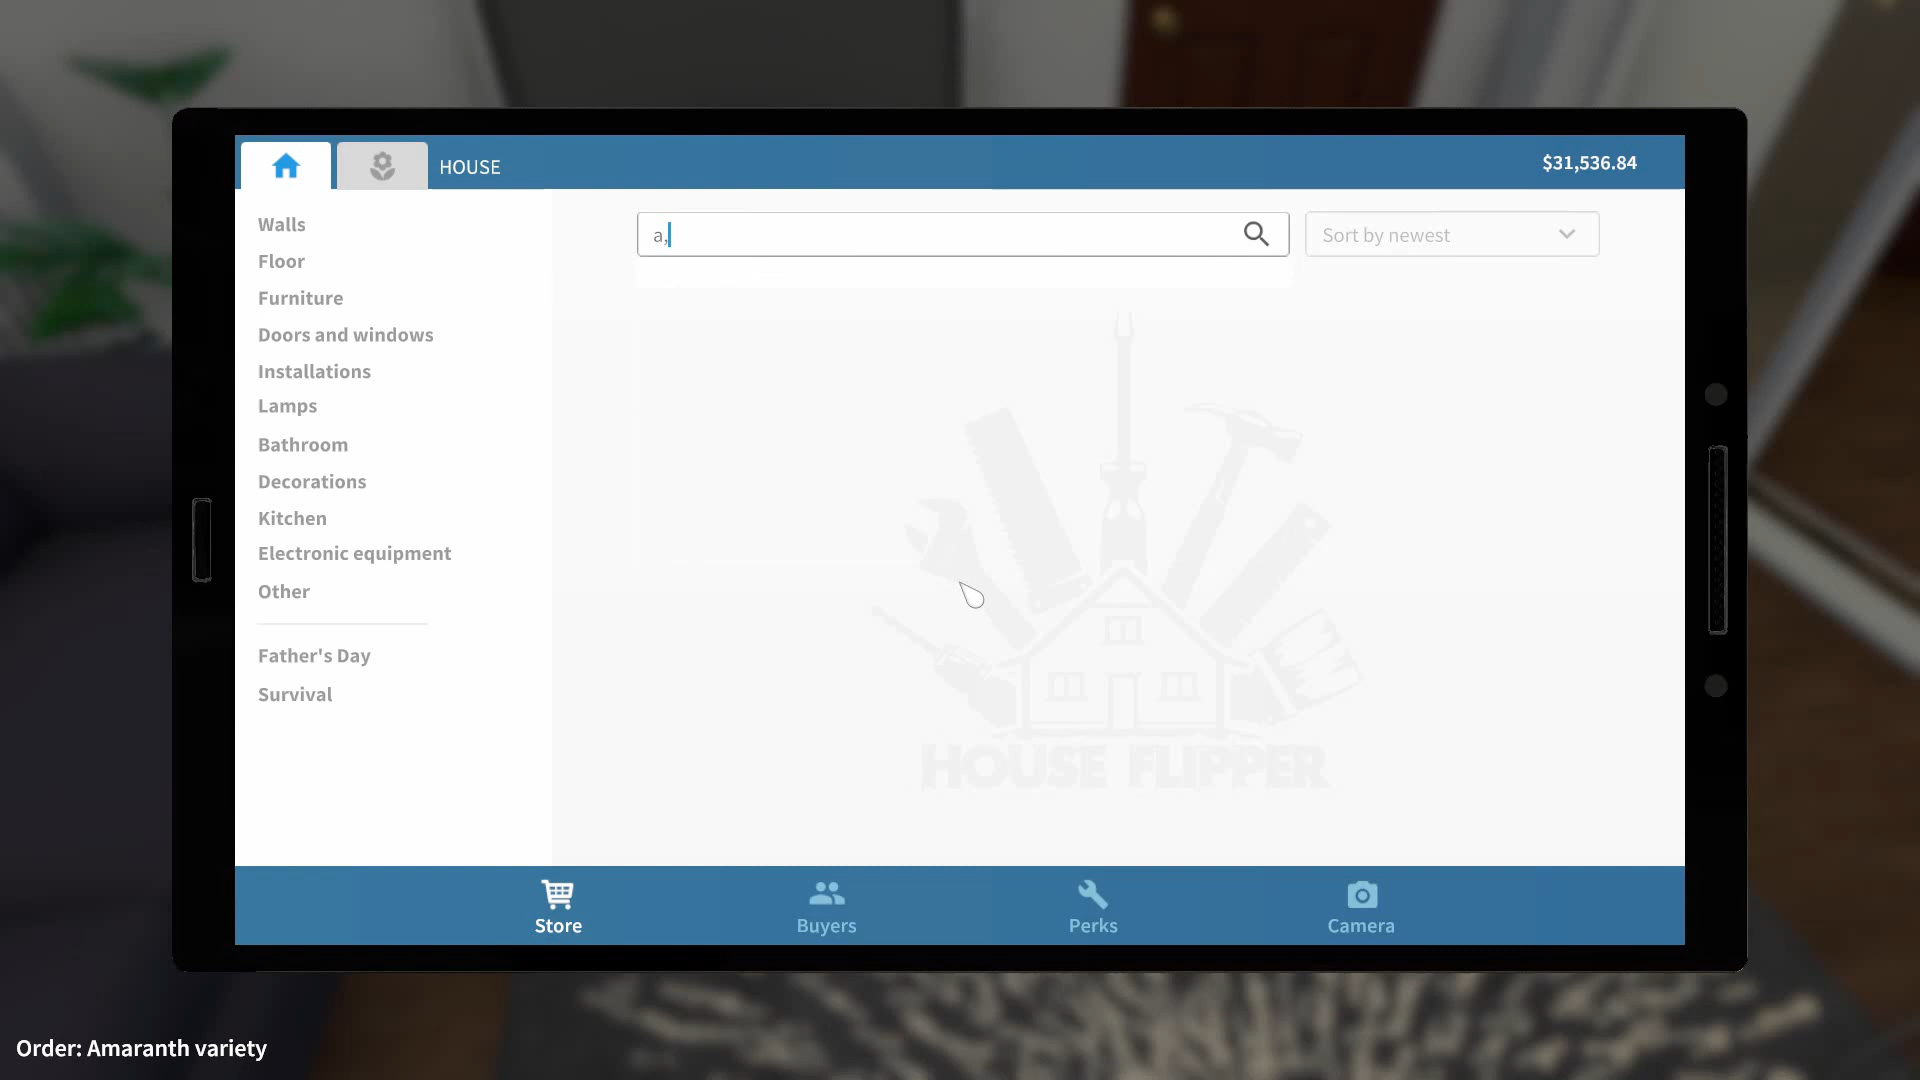 HOUSE
$31,536.84
Walls
Floor
Furniture
Doors and windows
Installations
Lamps
Bathroom
Decorations
Kitchen
Electronic equipment
Other
Father's Day
Survival
a,
Sort by newest
HOUSE FLIPPER
Store
Buyers
Perks
Camera
Order: Amaranth variety